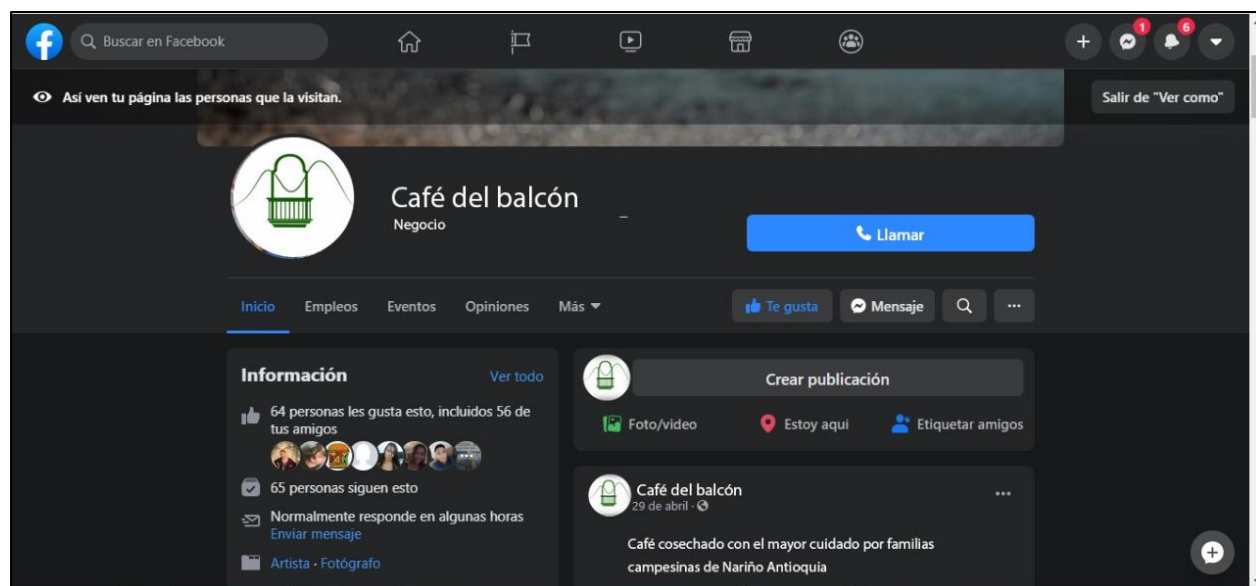 Buscar en Facebook
1
6
Así ven tu página las personas que la visitan.
Salir de "Ver como"
Café del balcón
Negocio
Llamar
Inicio Empleos Eventos Opiniones Más
Te gusta Mensaje
Información Ver todo
64 personas les gusta esto, incluidos 56 de
tus amigos
65 personas siguen esto
Normalmente responde en algunas horas
Enviar mensaje
Artista · Fotógrafo
Crear publicación
Foto/video Estoy aqui Etiquetar amigos
Café del balcón
29 de abril ·
Café cosechado con el mayor cuidado por familias
campesinas de Nariño Antioquia